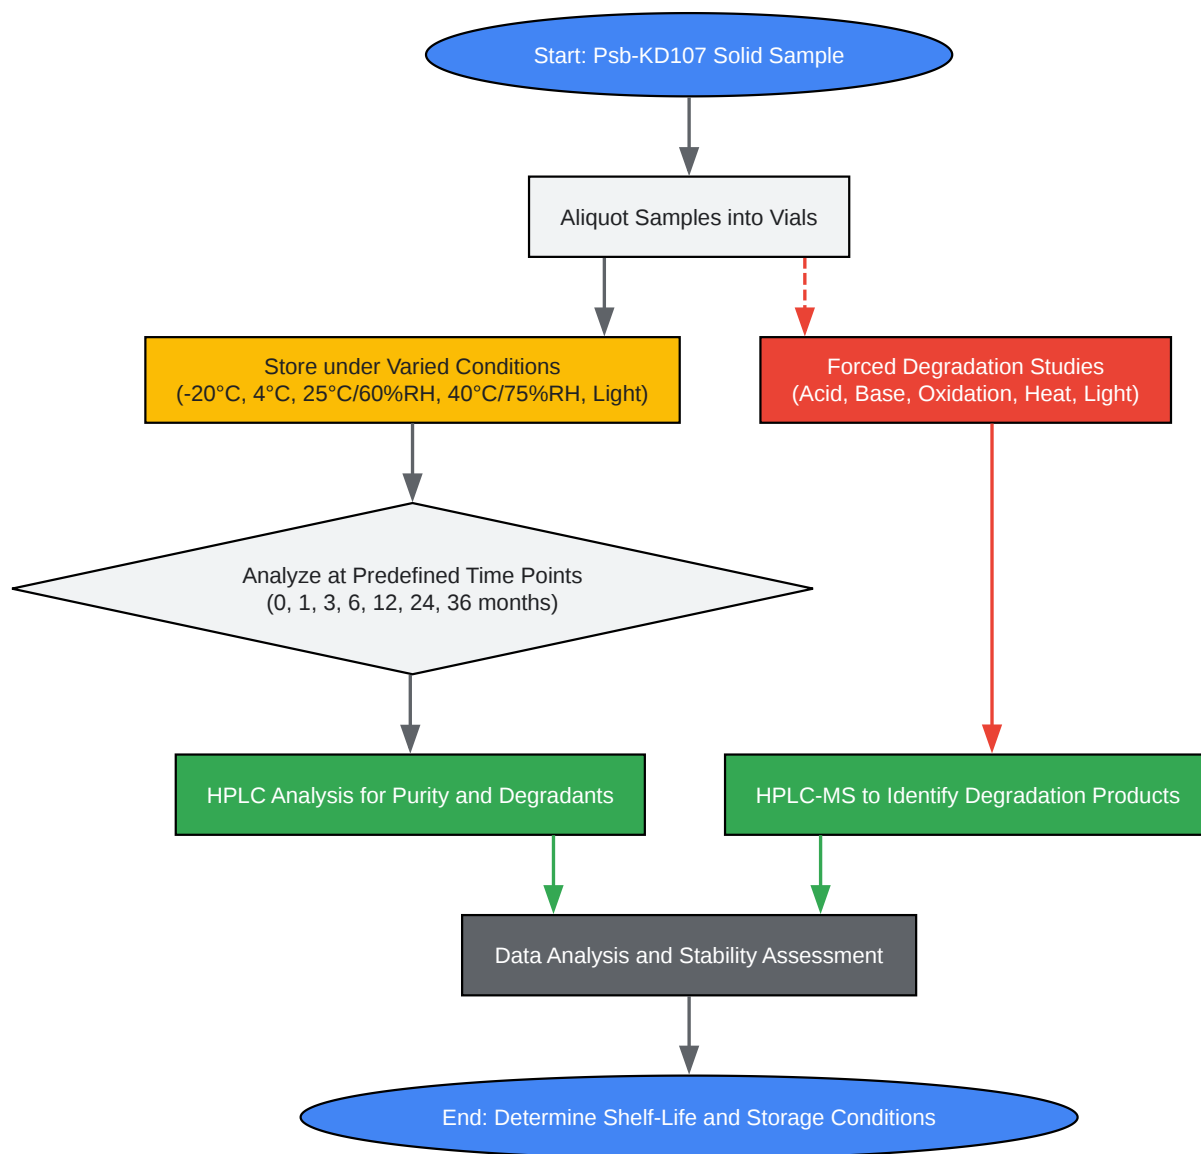 Start: Psb-KD107 Solid Sample
Aliquot Samples into Vials
Store under Varied Conditions
(-20°C, 4°C, 25°C/60%RH, 40°C/75%RH, Light)
Forced Degradation Studies
(Acid, Base, Oxidation, Heat, Light)
Analyze at Predefined Time Points
(0, 1, 3, 6, 12, 24, 36 months)
HPLC Analysis for Purity and Degradants
HPLC-MS to Identify Degradation Products
Data Analysis and Stability Assessment
End: Determine Shelf-Life and Storage Conditions